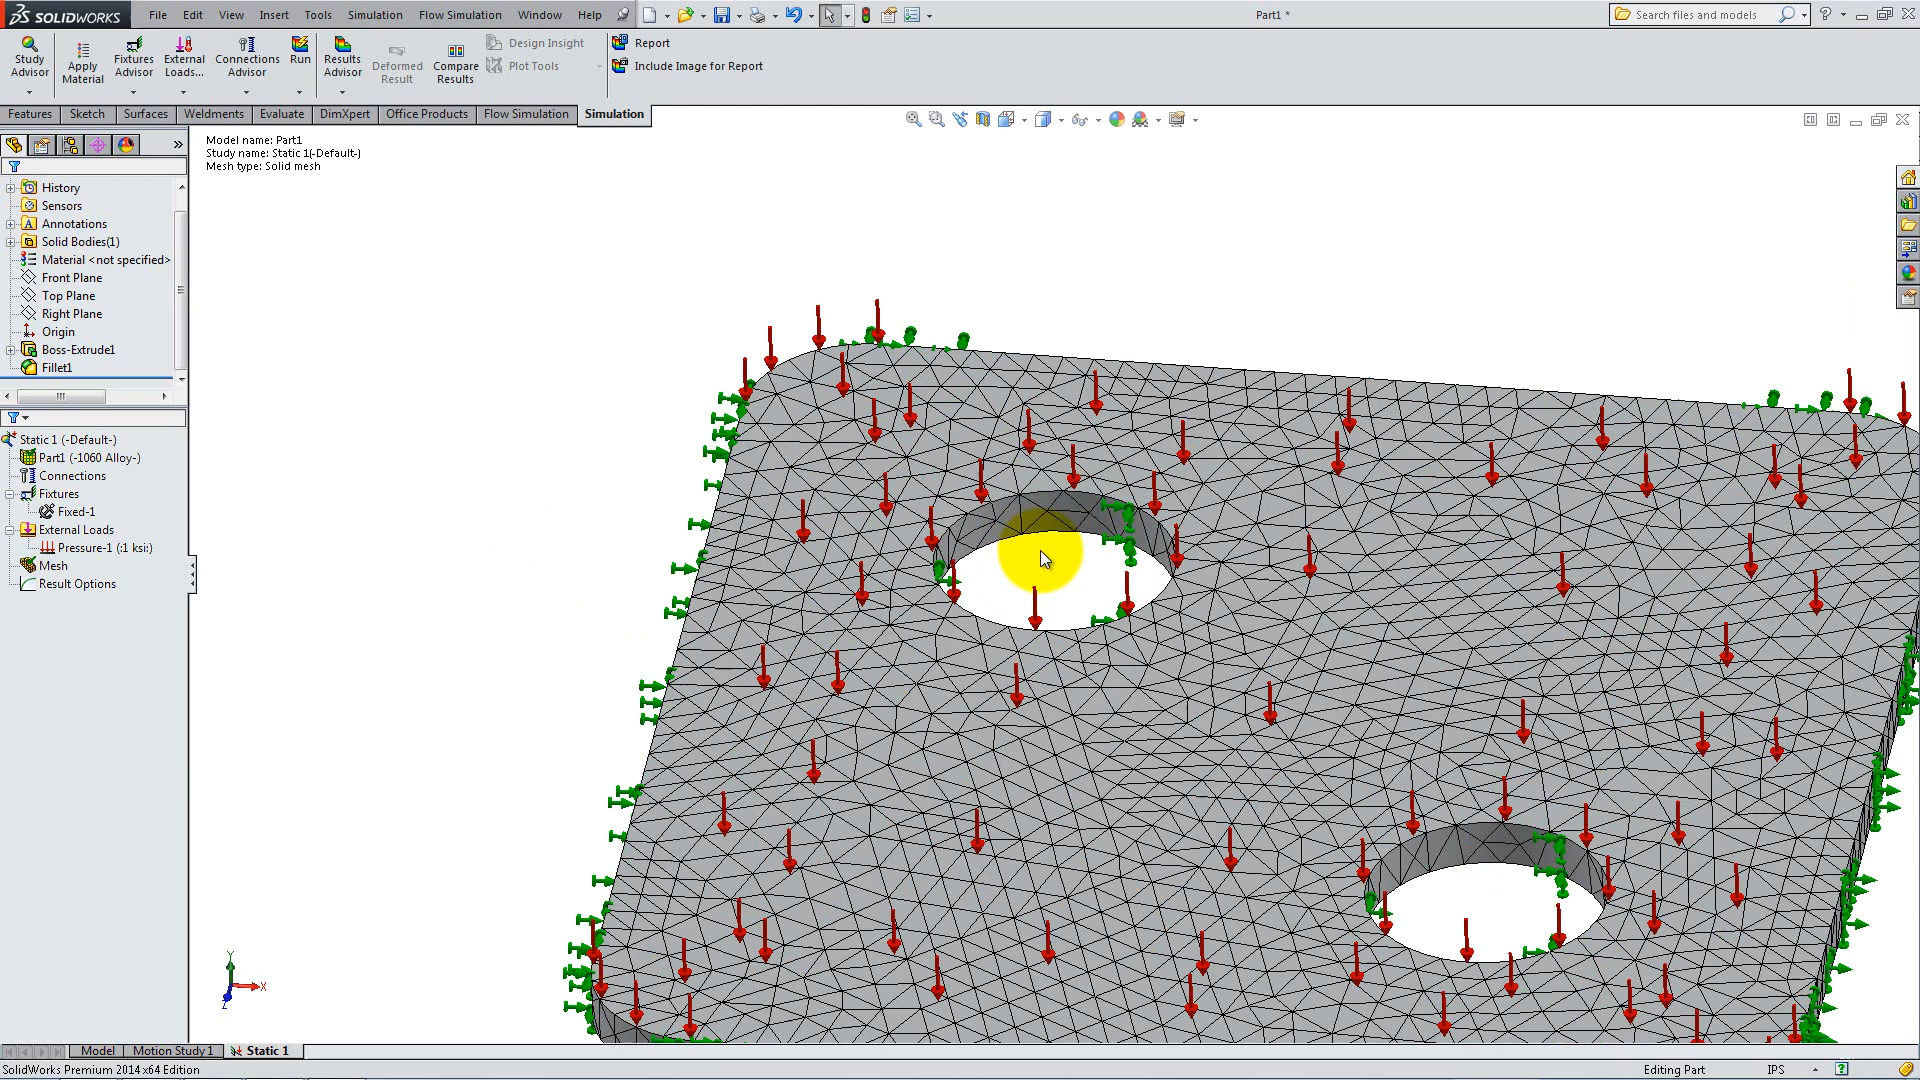 SOLIDWORKS File Edit View Insert Tools Simulation Flow Simulation Window Help Part1 * Search files and models
Study Advisor
Apply Material
Fixtures Advisor
External Loads...
Connections Advisor
Run
Results Advisor
Deformed Result
Compare Results
Design Insight
Plot Tools
Report
Include Image for Report
Features Sketch Surfaces Weldments Evaluate DimXpert Office Products Flow Simulation Simulation
Model name: Part1
Study name: Static 1(-Default-)
Mesh type: Solid mesh
History
Sensors
Annotations
Solid Bodies(1)
Material <not specified>
Front Plane
Top Plane
Right Plane
Origin
Boss-Extrude1
Fillet1
Static 1 (-Default-)
Part1 (-1060 Alloy-)
Connections
Fixtures
Fixed-1
External Loads
Pressure-1 (:1 ksi:)
Mesh
Result Options
Y
X
Z
Model Motion Study 1 Static 1
SolidWorks Premium 2014 x64 Edition Editing Part IPS